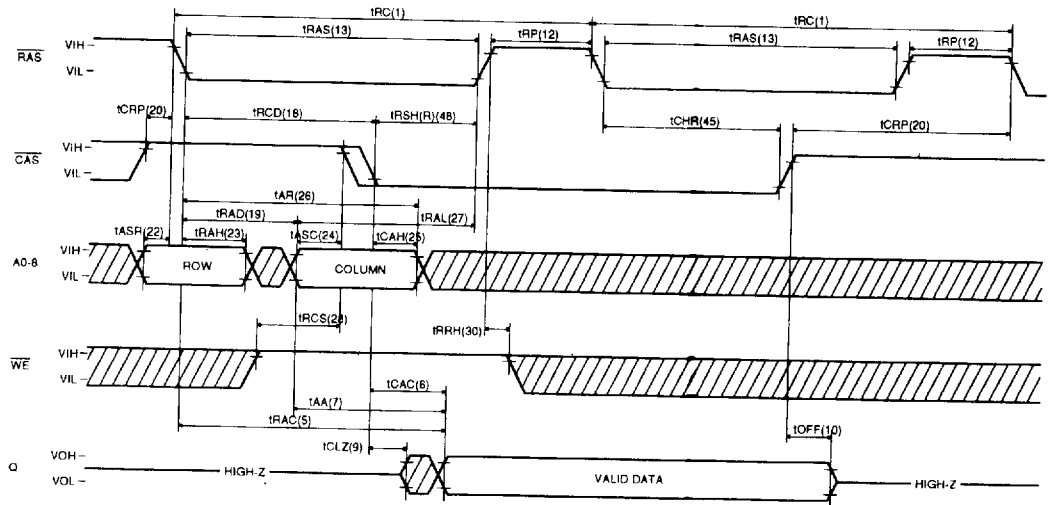 tRC(1) tRC(1)
tRAS(13) tRP(12) tRAS(13) tRP(12)
RAS VIH VIL
tCRP(20) tRCD(18) tRSH(R)(48) tCHR(45) tCRP(20)
CAS VIH VIL
tAR(26)
tRAD(19) tRAL(27)
tASR(22) tRAH(23) tASC(24) tCAH(25)
A0-8 VIH VIL ROW COLUMN
tRCS(28) tRRH(30)
WE VIH VIL
tCAC(6)
tAA(7)
tRAC(5)
tCLZ(9) tOFF(10)
Q VOH VOL HIGH-Z VALID DATA HIGH-Z